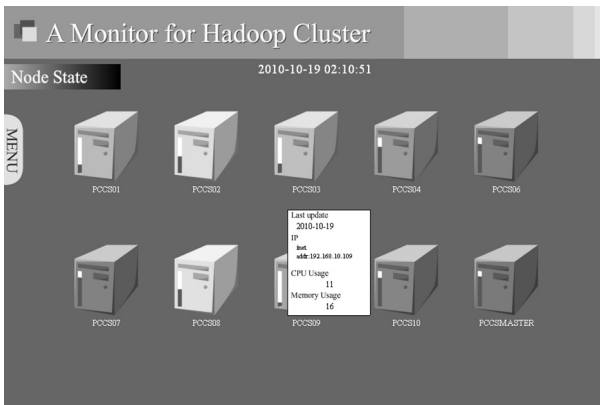 A Monitor for Hadoop Cluster
Node State
2010-10-19 02:10:51
MENU
PCCS01
PCCS02
PCCS03
PCCS04
PCCS06
Last update
2010-10-19
IP
inet
addr:192.168.10.109
CPU Usage
11
Memory Usage
16
PCCS07
PCCS08
PCCS09
PCCS10
PCCSMASTER